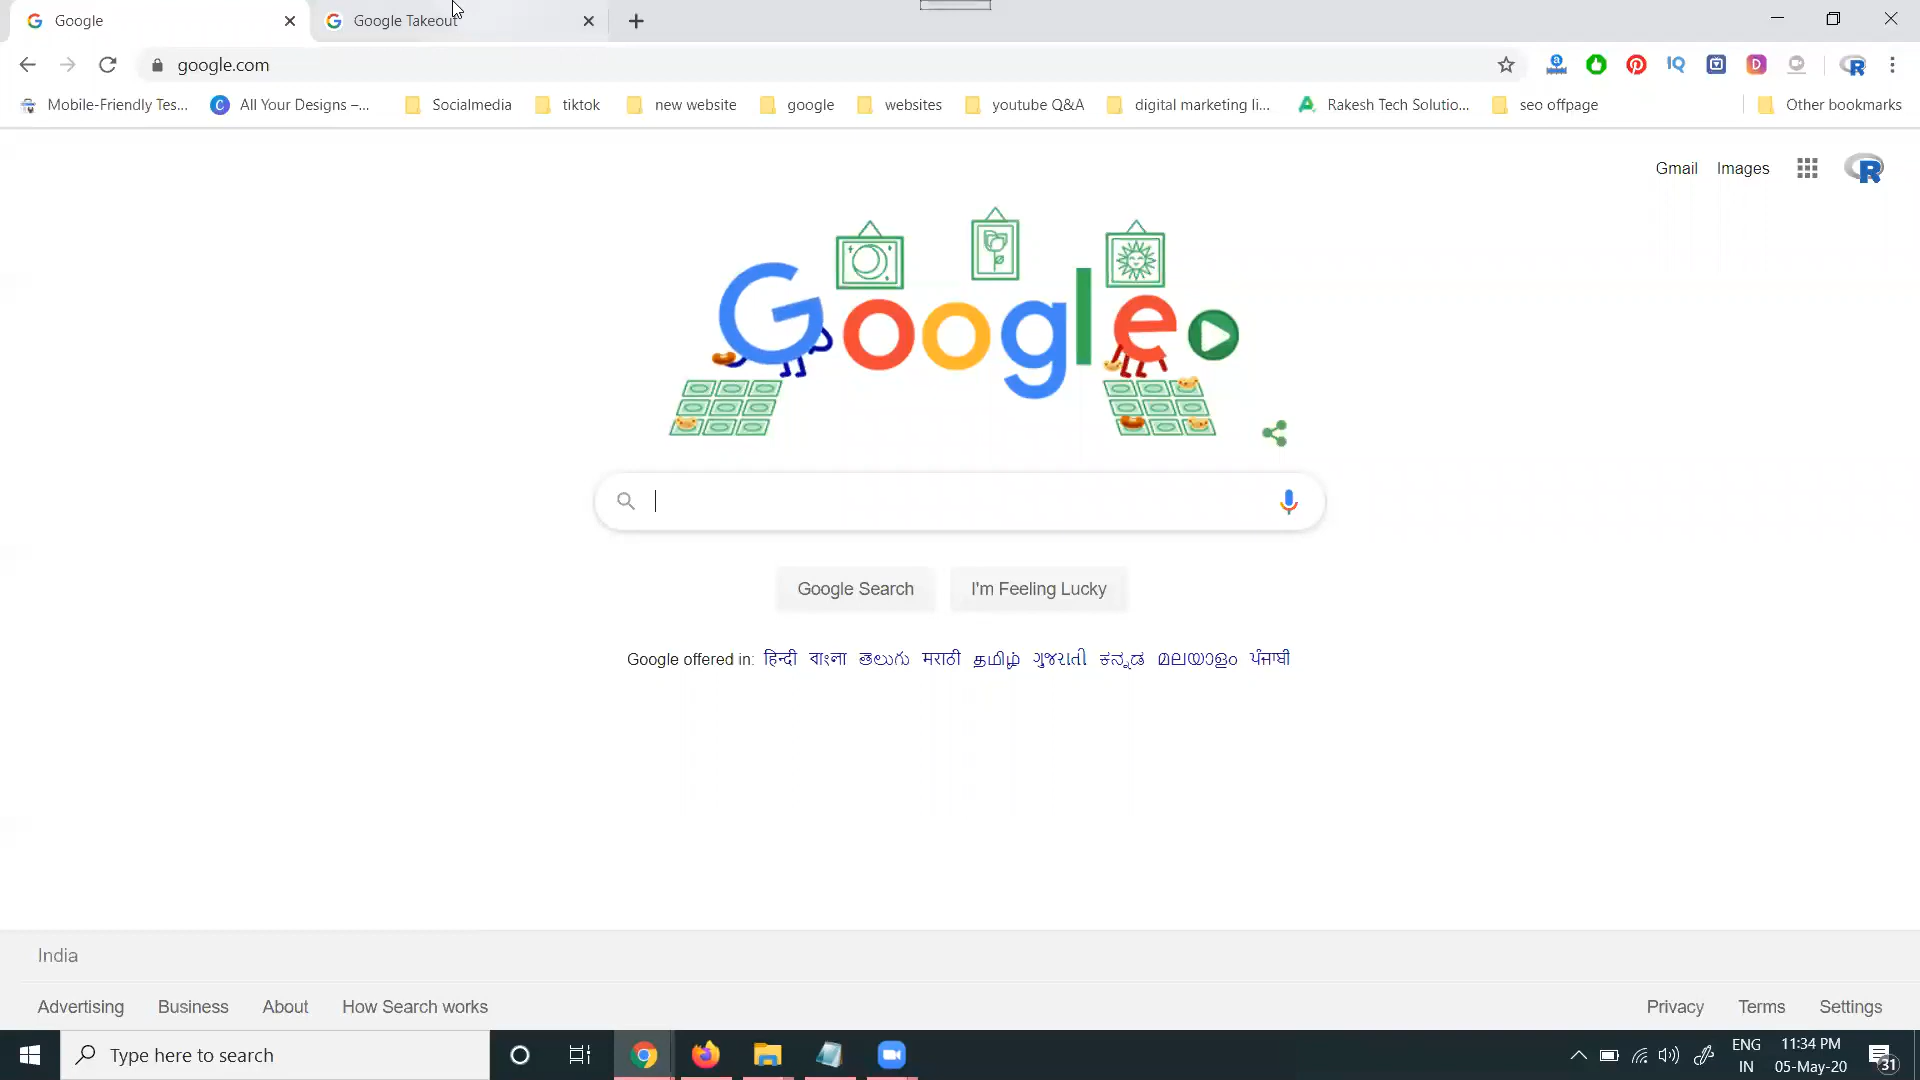 Google
Google Takeout
google.com
Mobile-Friendly Tes...
All Your Designs –...
Socialmedia
tiktok
new website
google
websites
youtube Q&A
digital marketing li...
Rakesh Tech Solutio...
seo offpage
Other bookmarks
Gmail Images
Google
Google Search
I'm Feeling Lucky
Google offered in: हिन्दी বাংলা తెలుగు मराठी தமிழ் ગુજરાતી ಕನ್ನಡ മലയാളം ਪੰਜਾਬੀ
India
Advertising Business About How Search works
Privacy Terms Settings
Type here to search
ENG
IN
11:34 PM
05-May-20
31